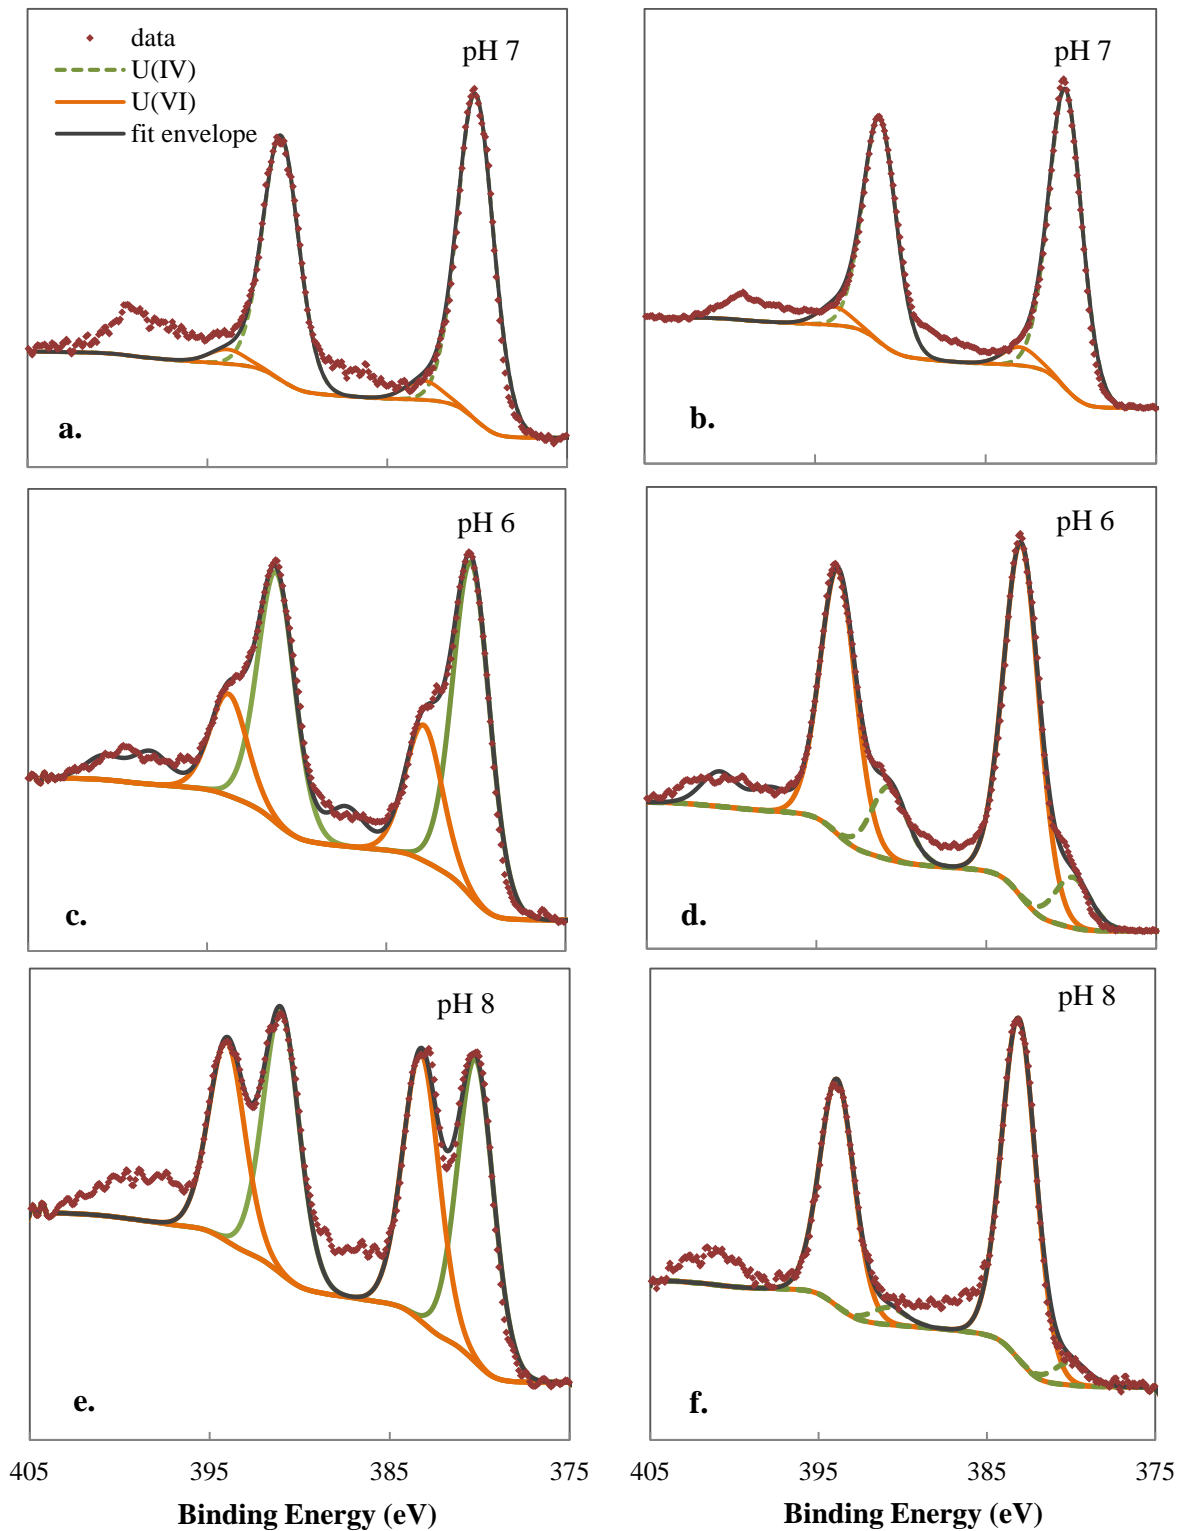 data
U(IV)
U(VI)
fit envelope
pH 7
a.
pH 7
b.
pH 6
c.
pH 6
d.
pH 8
e.
pH 8
f.
405 395 385 375
Binding Energy (eV)
405 395 385 375
Binding Energy (eV)